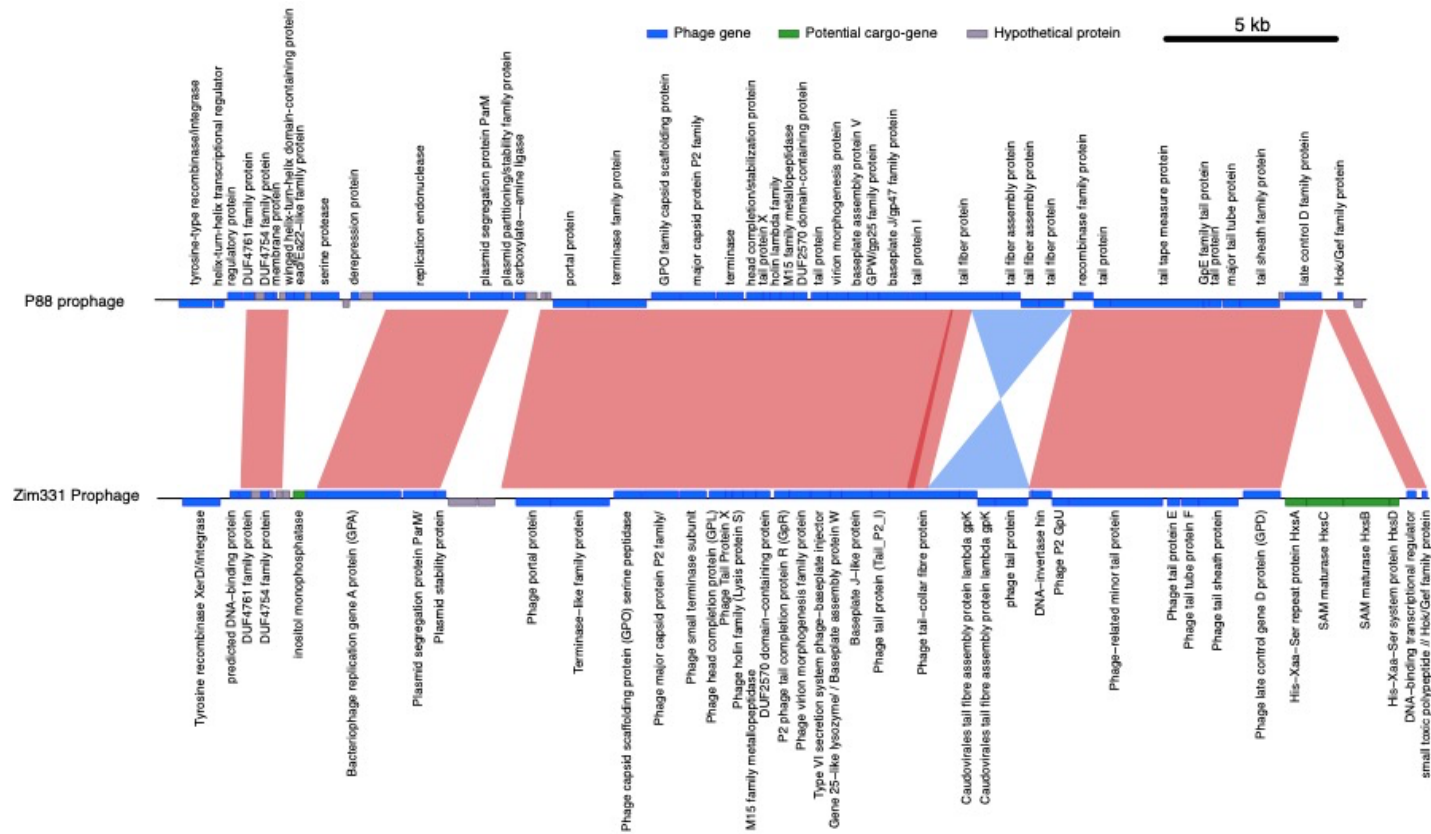 5 kb
Phage gene
Potential cargo-gene
Hypothetical protein
tyrosine-type recombinase/integrase
helix-turn-helix transcriptional regulator
regulatory protein
DUF4761 family protein
DUF4754 family protein
membrane protein
winged helix-turn-helix domain-containing protein
ead/Ea22-like family protein
serine protease
derepression protein
replication endonuclease
plasmid segregation protein ParM
plasmid partitioning/stability family protein
carboxylate—amine ligase
portal protein
terminase family protein
GPO family capsid scaffolding protein
major capsid protein P2 family
terminase
head completion/stabilization protein
tail protein X
holin lambda family
M15 family metallopeptidase
DUF2570 domain-containing protein
tail protein
virion morphogenesis protein
baseplate assembly protein V
GPW/gp25 family protein
baseplate J/gp47 family protein
tail protein I
tail fiber protein
tail fiber assembly protein
tail fiber assembly protein
tail fiber protein
recombinase family protein
tail protein
tail tape measure protein
GpE family tail protein
tail protein
major tail tube protein
tail sheath family protein
late control D family protein
Hok/Gef family protein
P88 prophage
Zim331 Prophage
Tyrosine recombinase XerD//integrase
predicted DNA-binding protein
DUF4761 family protein
DUF4754 family protein
inositol monophosphatase
Bacteriophage replication gene A protein (GPA)
Plasmid segregation protein ParM/
Plasmid stability protein
Phage portal protein
Terminase-like family protein
Phage capsid scaffolding protein (GPO) serine peptidase
Phage major capsid protein P2 family/
Phage small terminase subunit
Phage head completion protein (GPL)
Phage Tail Protein X
Phage holin family (Lysis protein S)
M15 family metallopeptidase
DUF2570 domain-containing protein
P2 phage tail completion protein R (GpR)
Phage virion morphogenesis family protein
Type VI secretion system phage-baseplate injector
Gene 25-like lysozyme/ / Baseplate assembly protein W
Baseplate J-like protein
Phage tail protein (Tail_P2_I)
Phage tail-collar fibre protein
Caudovirales tail fibre assembly protein lambda gpK
Caudovirales tail fibre assembly protein lambda gpK
phage tail protein
DNA-invertase hin
Phage P2 GpU
Phage-related minor tail protein
Phage tail protein E
Phage tail tube protein F
Phage tail sheath protein
Phage late control gene D protein (GPD)
His-Xaa-Ser repeat protein HxsA
SAM maturase HxsC
SAM maturase HxsB
His-Xaa-Ser system protein HxsD
DNA-binding transcriptional regulator
small toxic polypeptide // Hok/Gef family protein